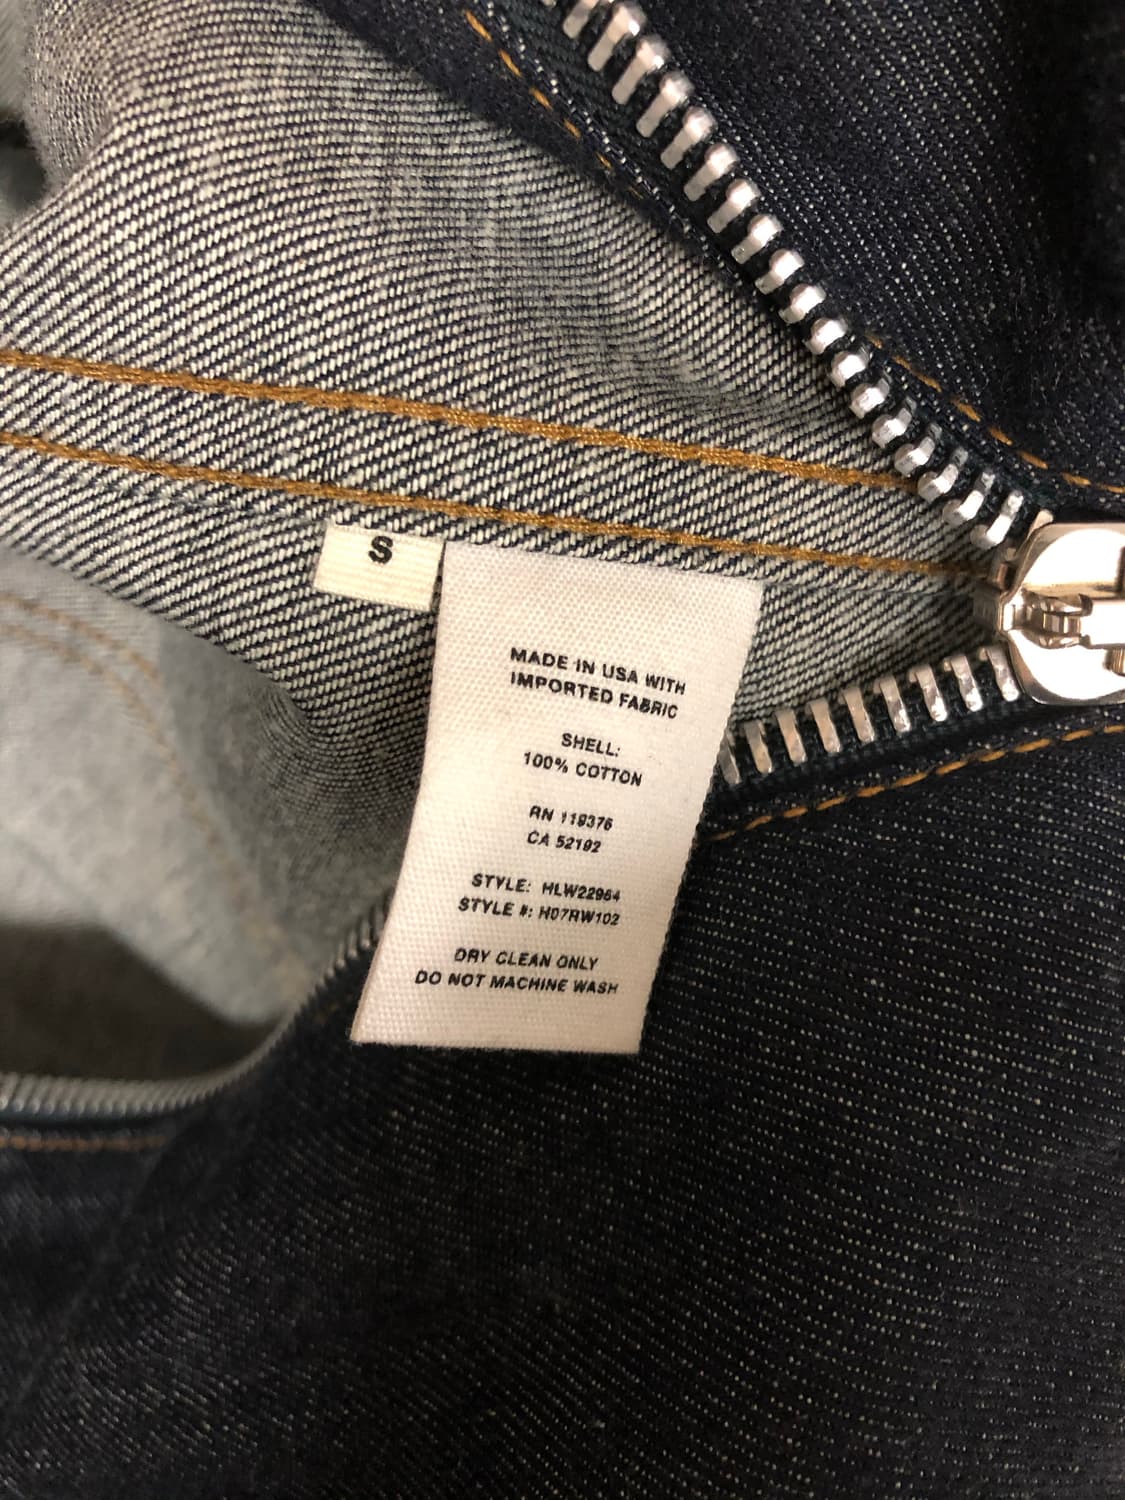 S
MADE IN USA WITH
IMPORTED FABRIC
SHELL:
100% COTTON
RN 119376
CA 52192
STYLE: HLW22964
STYLE #: H07RW102
DRY CLEAN ONLY
DO NOT MACHINE WASH